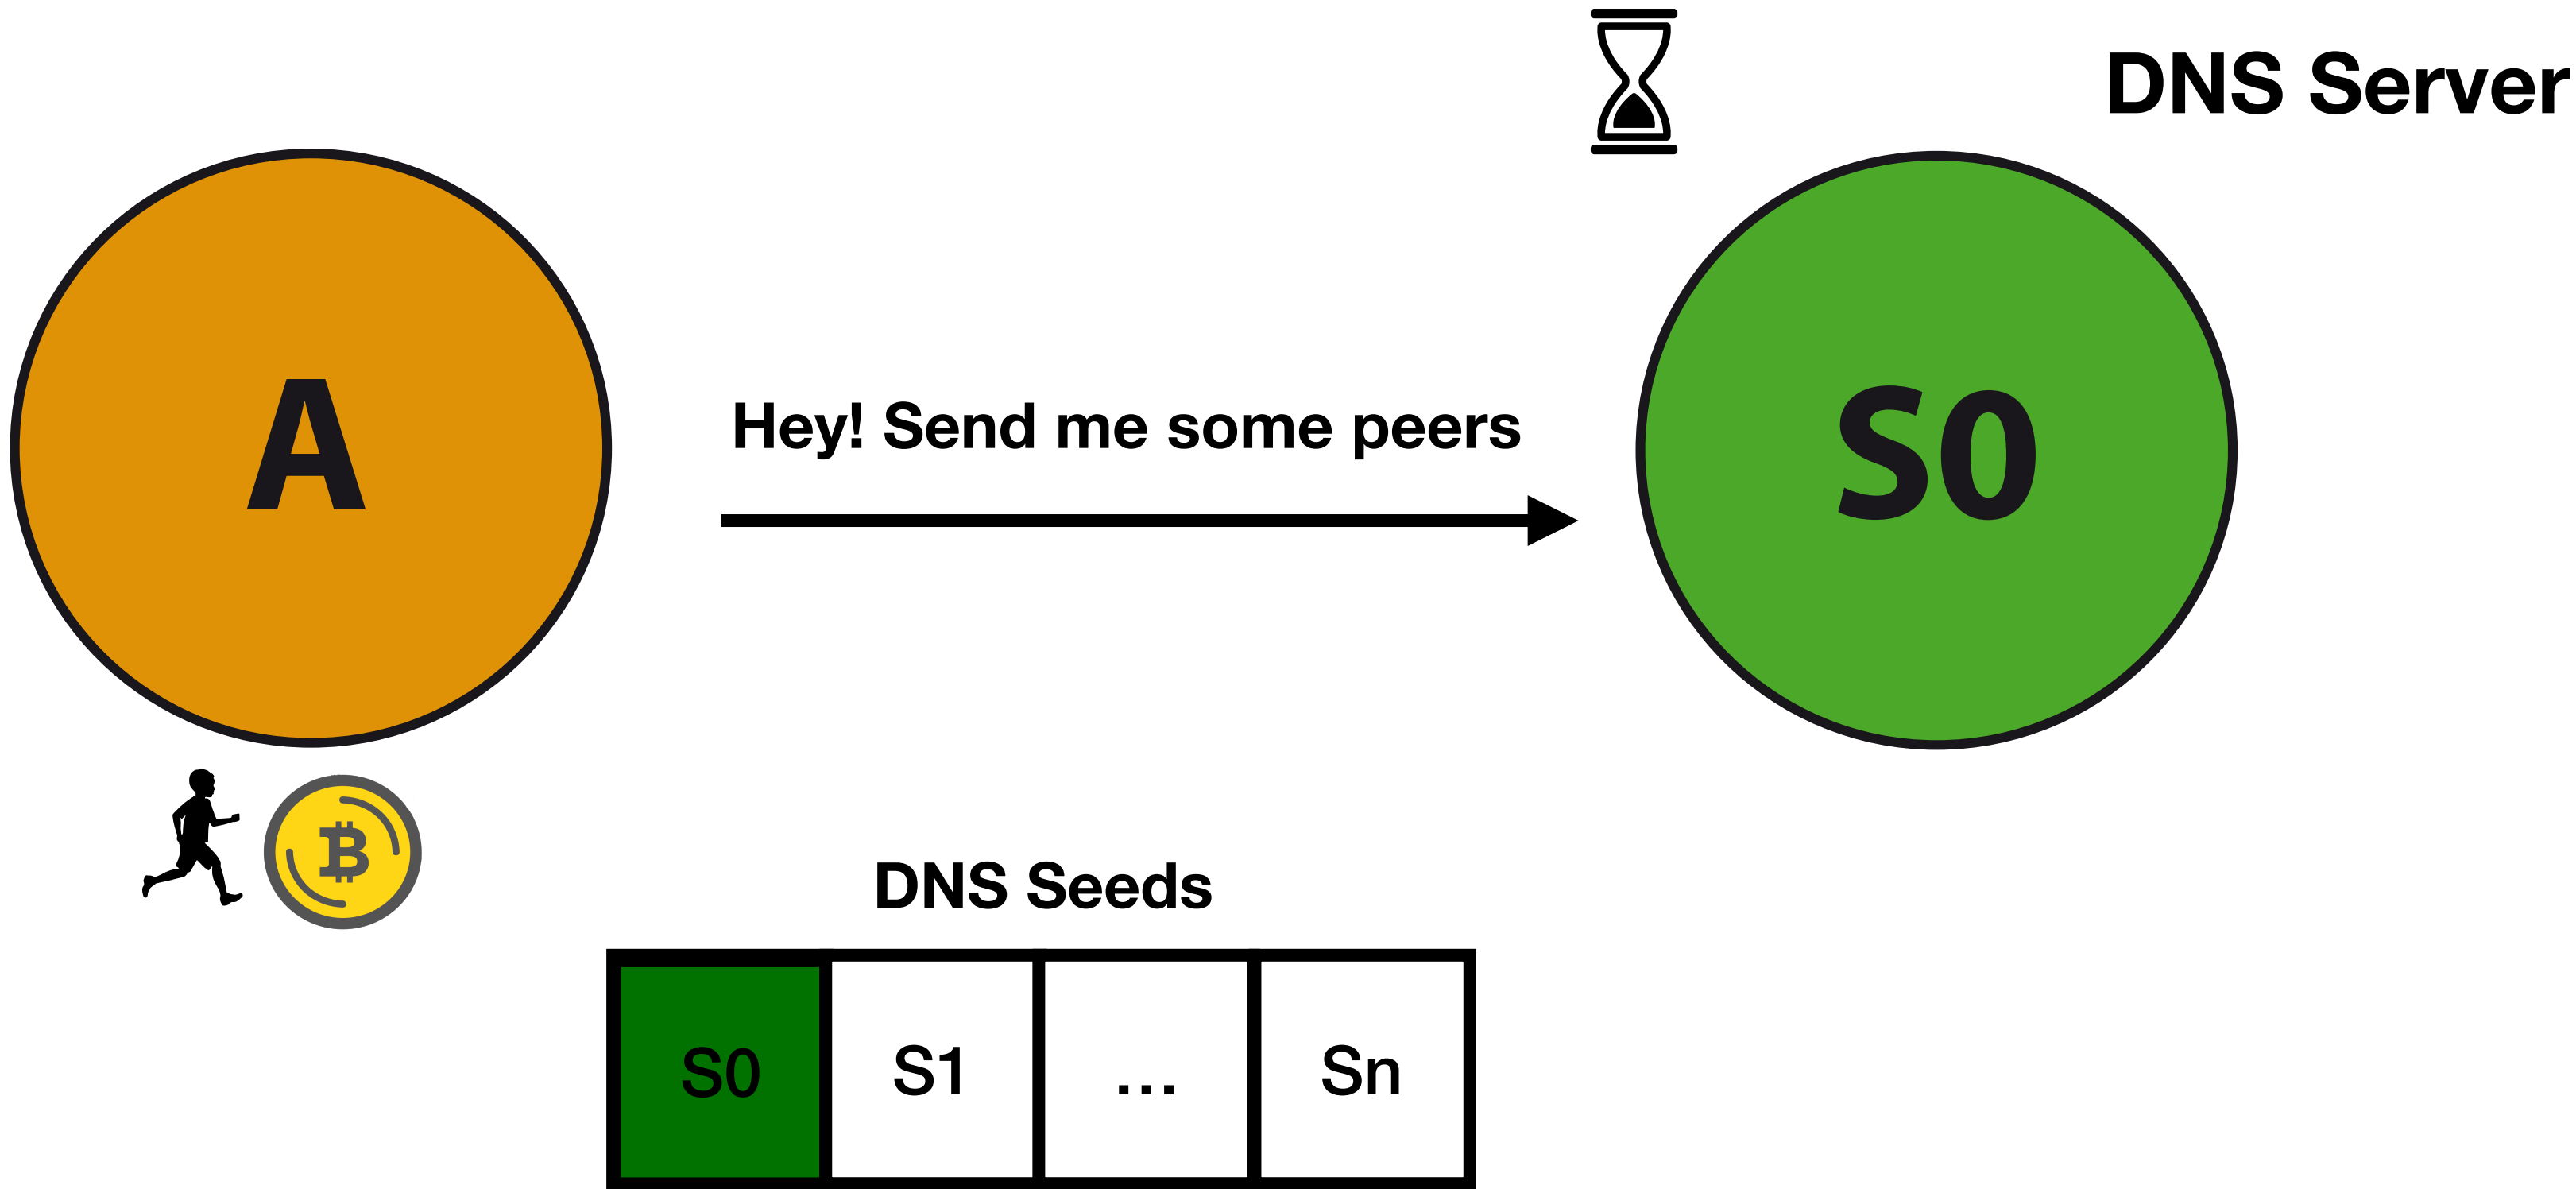 DNS Server
A
Hey! Send me some peers
S0
DNS Seeds
S0
S1
...
Sn